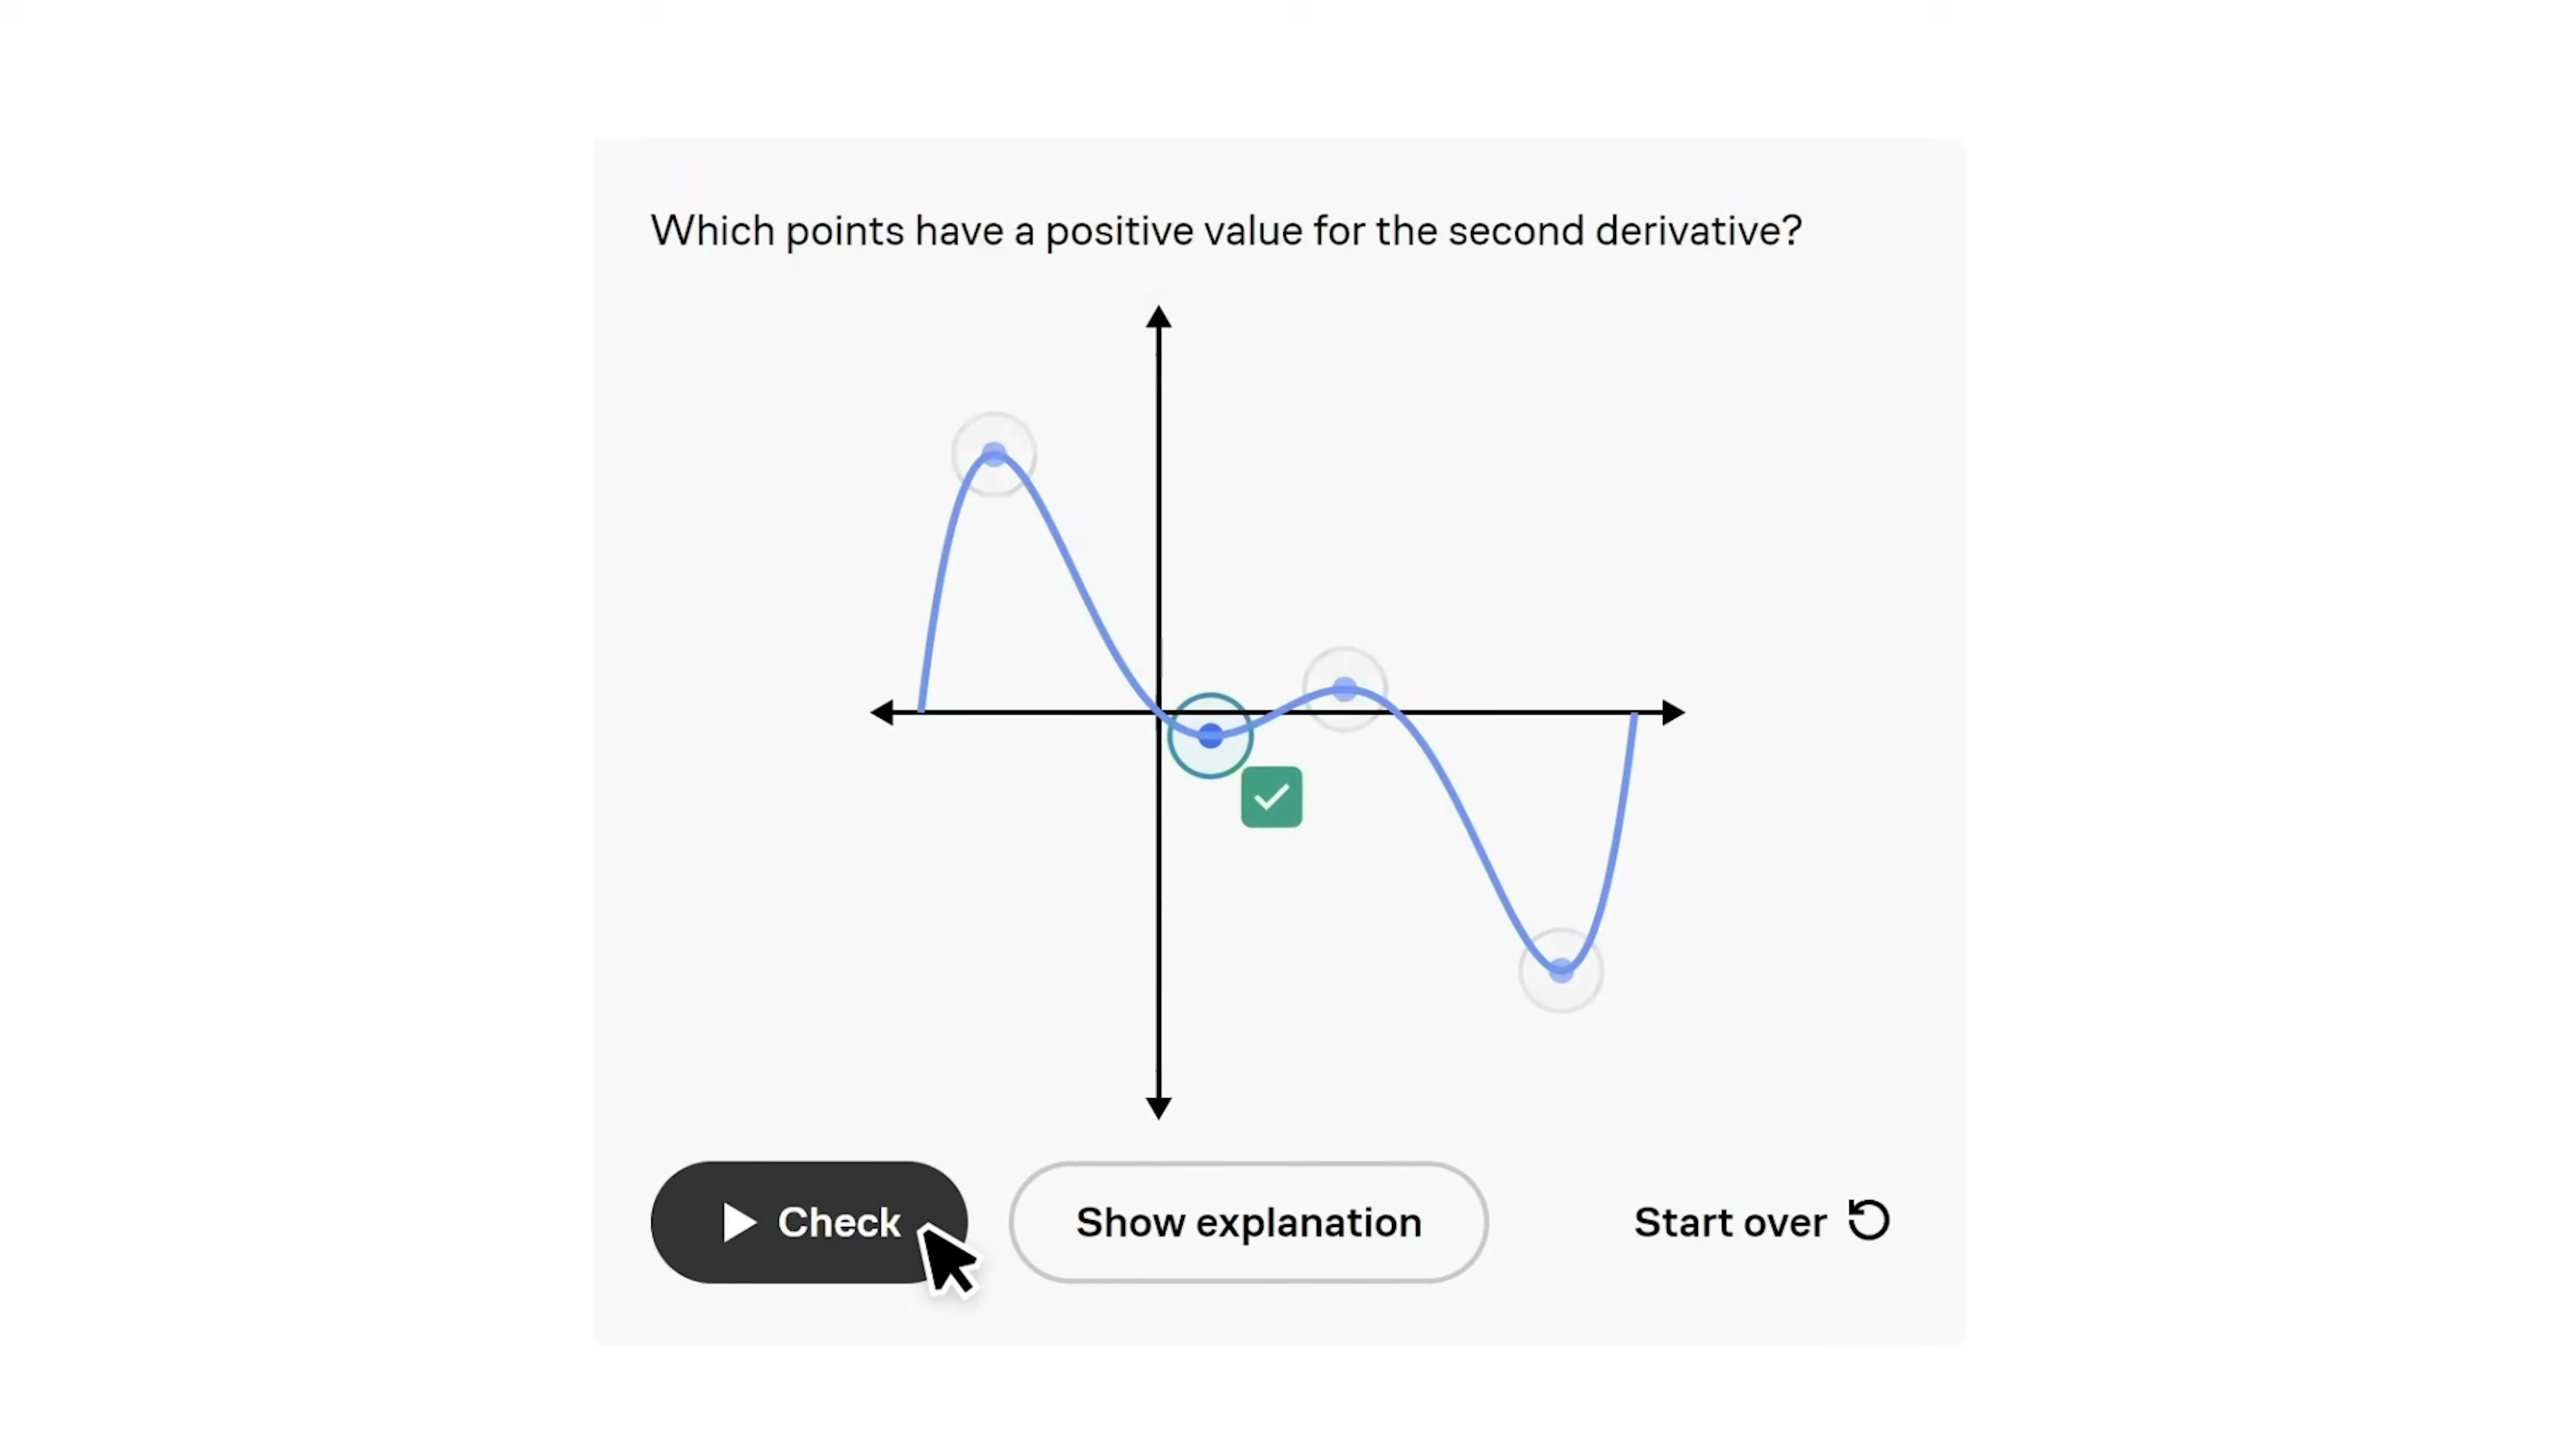 Which points have a positive value for the second derivative?
Check
Show explanation
Start over